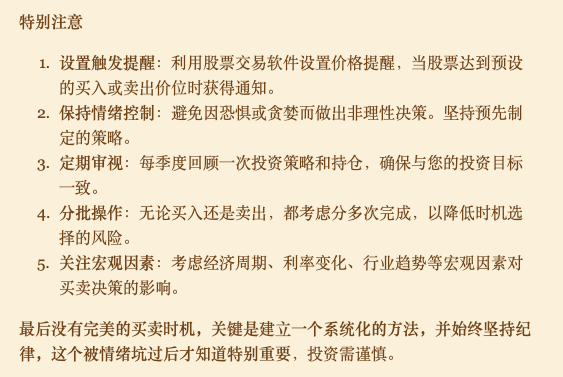 特别注意
1. 设置触发提醒：利用股票交易软件设置价格提醒，当股票达到预设
的买入或卖出价位时获得通知。
2. 保持情绪控制：避免因恐惧或贪婪而做出非理性决策。坚持预先制
定的策略。
3. 定期审视：每季度回顾一次投资策略和持仓，确保与您的投资目标
一致。
4. 分批操作：无论买入还是卖出，都考虑分多次完成，以降低时机选
择的风险。
5. 关注宏观因素：考虑经济周期、利率变化、行业趋势等宏观因素对
买卖决策的影响。
最后没有完美的买卖时机，关键是建立一个系统化的方法，并始终坚持纪
律，这个被情绪坑过后才知道特别重要，投资需谨慎。